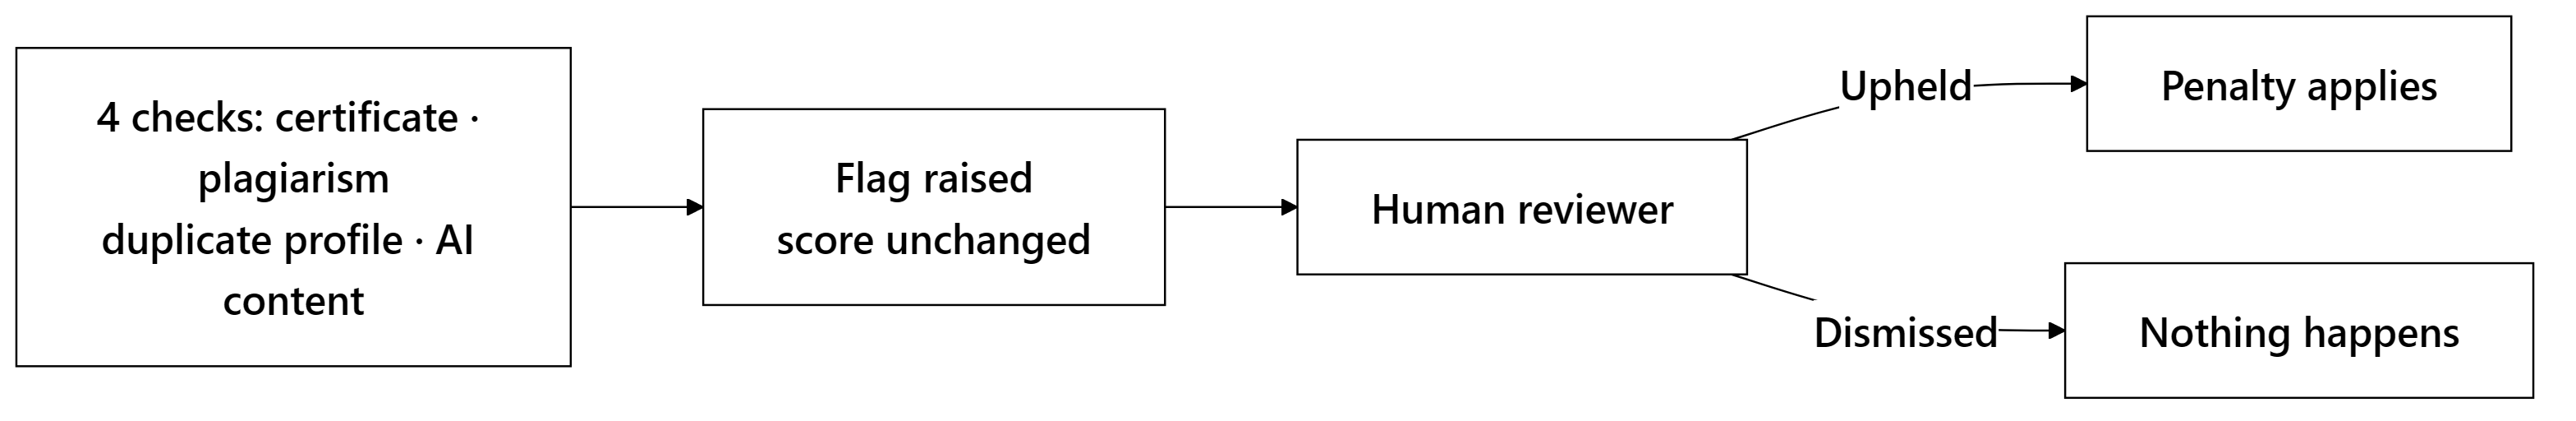 4 checks: certificate ·
plagiarism
duplicate profile · AI
content
Flag raised
score unchanged
Human reviewer
Upheld
Penalty applies
Dismissed
Nothing happens